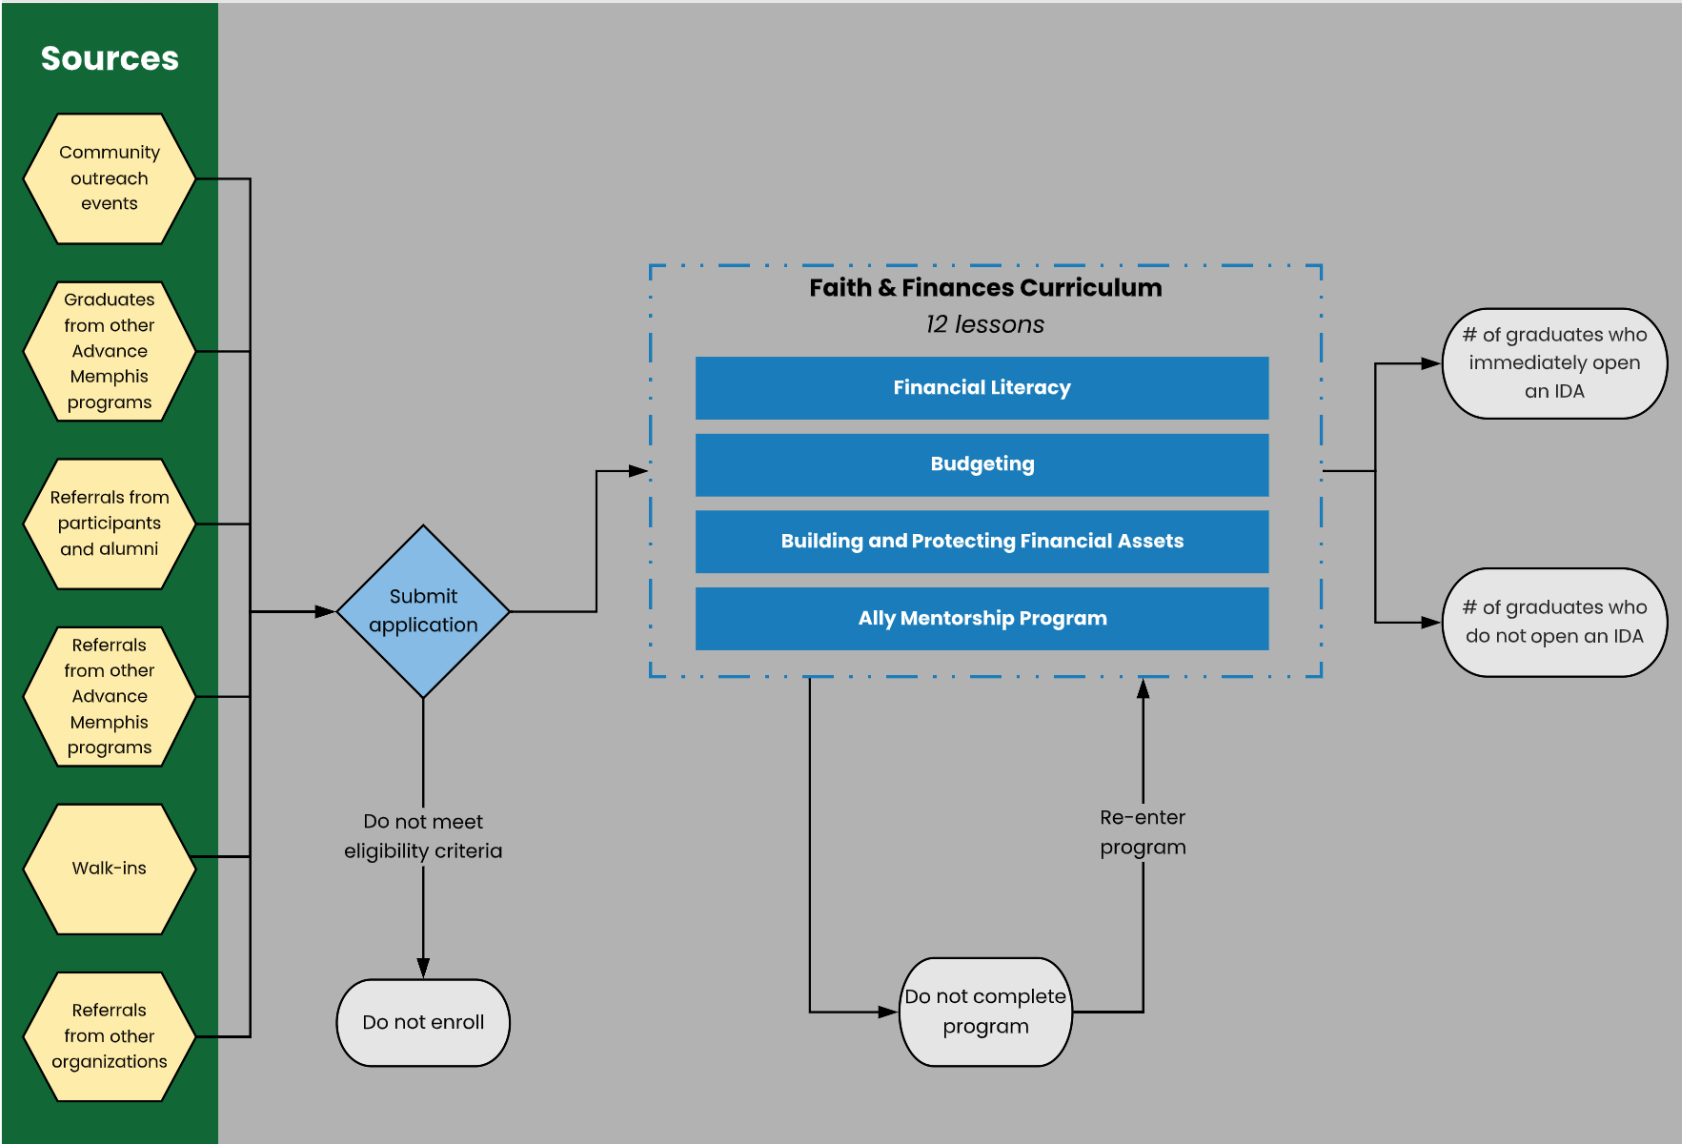 Sources
Community
outreach
events
Graduates
from other
Advance
Memphis
programs
Referrals from
participants
and alumni
Referrals
from other
Advance
Memphis
programs
Walk-ins
Referrals
from other
organizations
Submit
application
Do not meet
eligibility criteria
Do not enroll
Faith & Finances Curriculum
12 lessons
Financial Literacy
Budgeting
Building and Protecting Financial Assets
Ally Mentorship Program
Re-enter
program
Do not complete
program
# of graduates who
immediately open
an IDA
# of graduates who
do not open an IDA